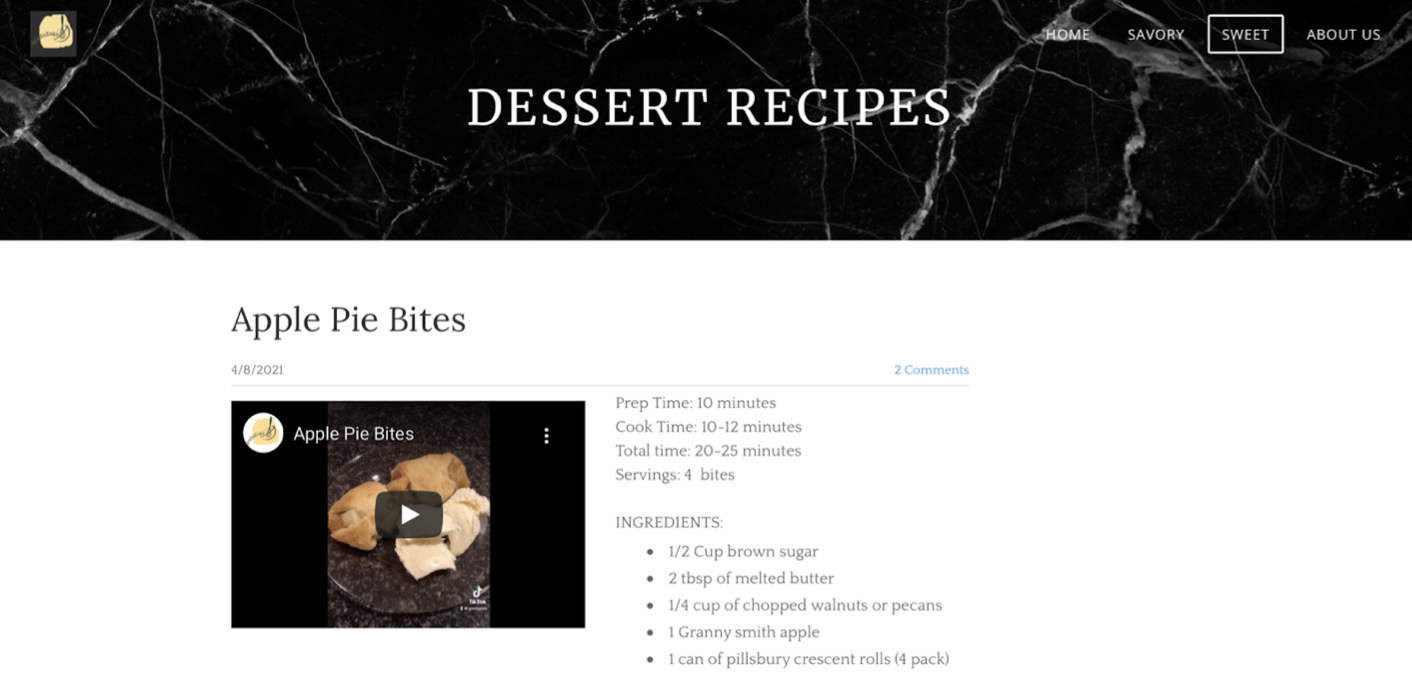 HOME SAVORY SWEET ABOUT US
DESSERT RECIPES
Apple Pie Bites
4/8/2021 2 Comments
Apple Pie Bites
TikTok
Prep Time: 10 minutes
Cook Time: 10-12 minutes
Total time: 20-25 minutes
Servings: 4  bites
INGREDIENTS:
1/2 Cup brown sugar
2 tbsp of melted butter
1/4 cup of chopped walnuts or pecans
1 Granny smith apple
1 can of pillsbury crescent rolls (4 pack)